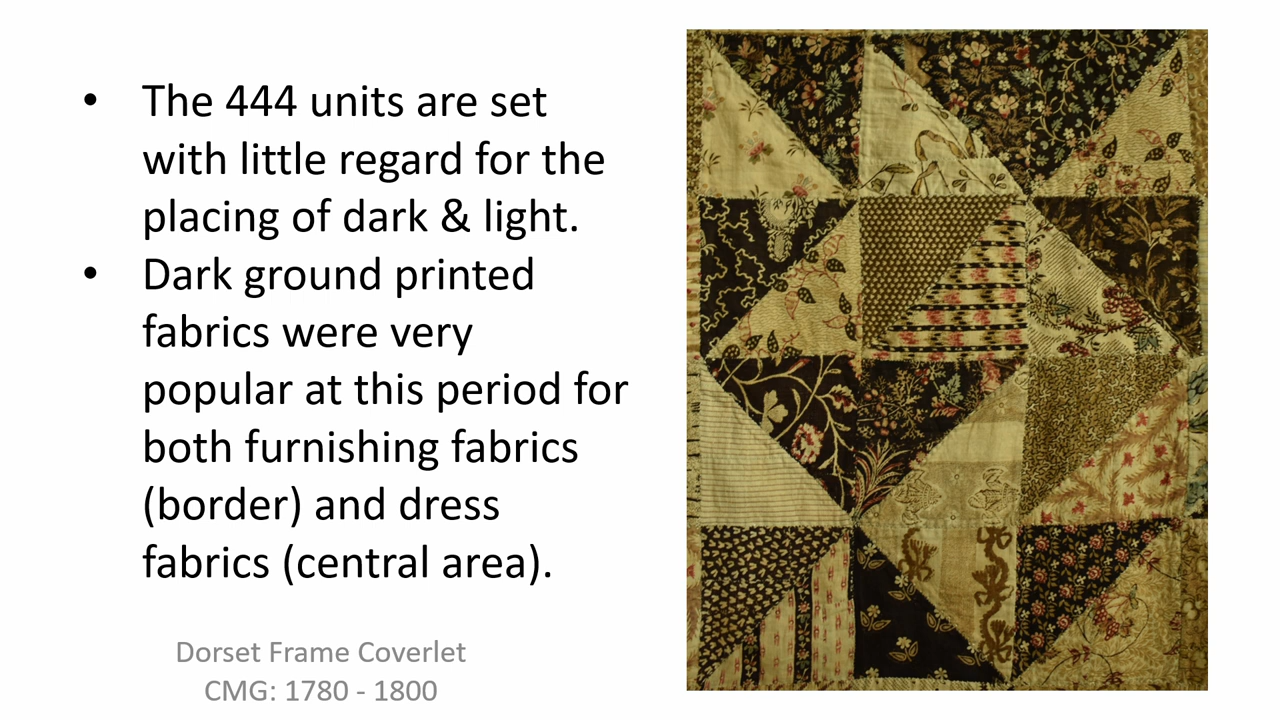 • The 444 units are set
with little regard for the
placing of dark & light.
• Dark ground printed
fabrics were very
popular at this period for
both furnishing fabrics
(border) and dress
fabrics (central area).
Dorset Frame Coverlet
CMG: 1780 - 1800